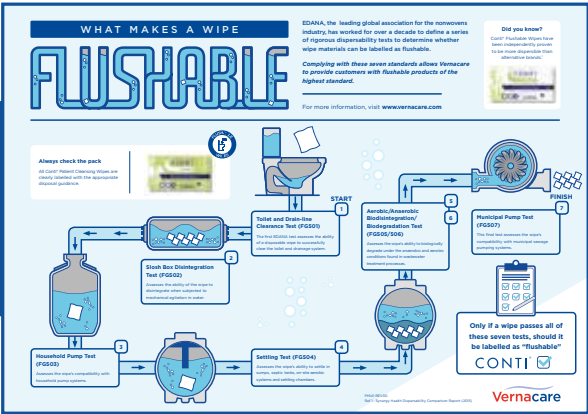 WHAT MAKES A WIPE
FLUSHABLE
EDANA, the leading global association for the nonwovens
industry, has worked for over a decade to define a series
of rigorous dispersability tests to determine whether
wipe materials can be labelled as flushable.
Complying with these seven standards allows Vernacare
to provide customers with flushable products of the
highest standard.
For more information, visit www.vernacare.com
Did you know?
Conti® Flushable Wipes have
been independently proven
to be more dispersible than
alternative brands.¹
Always check the pack
All Conti® Patient Cleansing Wipes are
clearly labelled with the appropriate
disposal guidance.
START
1
Toilet and Drain-line
Clearance Test (FG501)
The first EDANA test assesses the ability
of a disposable wipe to successfully
clear the toilet and drainage system.
2
Slosh Box Disintegration
Test (FG502)
Assesses the ability of the wipe to
disintegrate when subjected to
mechanical agitation in water.
3
Household Pump Test
(FG503)
Assesses the wipe's compatibility with
household pump systems.
4
Settling Test (FG504)
Assesses the wipe's ability to settle in
sumps, septic tanks, on-site aerobic
systems and settling chambers.
5
6
Aerobic/Anaerobic
Biodisintegration/
Biodegradation Test
(FG505/506)
Assesses the wipe's ability to biologically
degrade under the anaerobic and aerobic
conditions found in wastewater
treatment processes.
FINISH
7
Municipal Pump Test
(FG507)
This final test assesses the wipe's
compatibility with municipal sewage
pumping systems.
Only if a wipe passes all of
these seven tests, should it
be labelled as "flushable"
CONTI®
Ref 1 - Synergy Health Dispersability Comparison Report (2015)
Vernacare